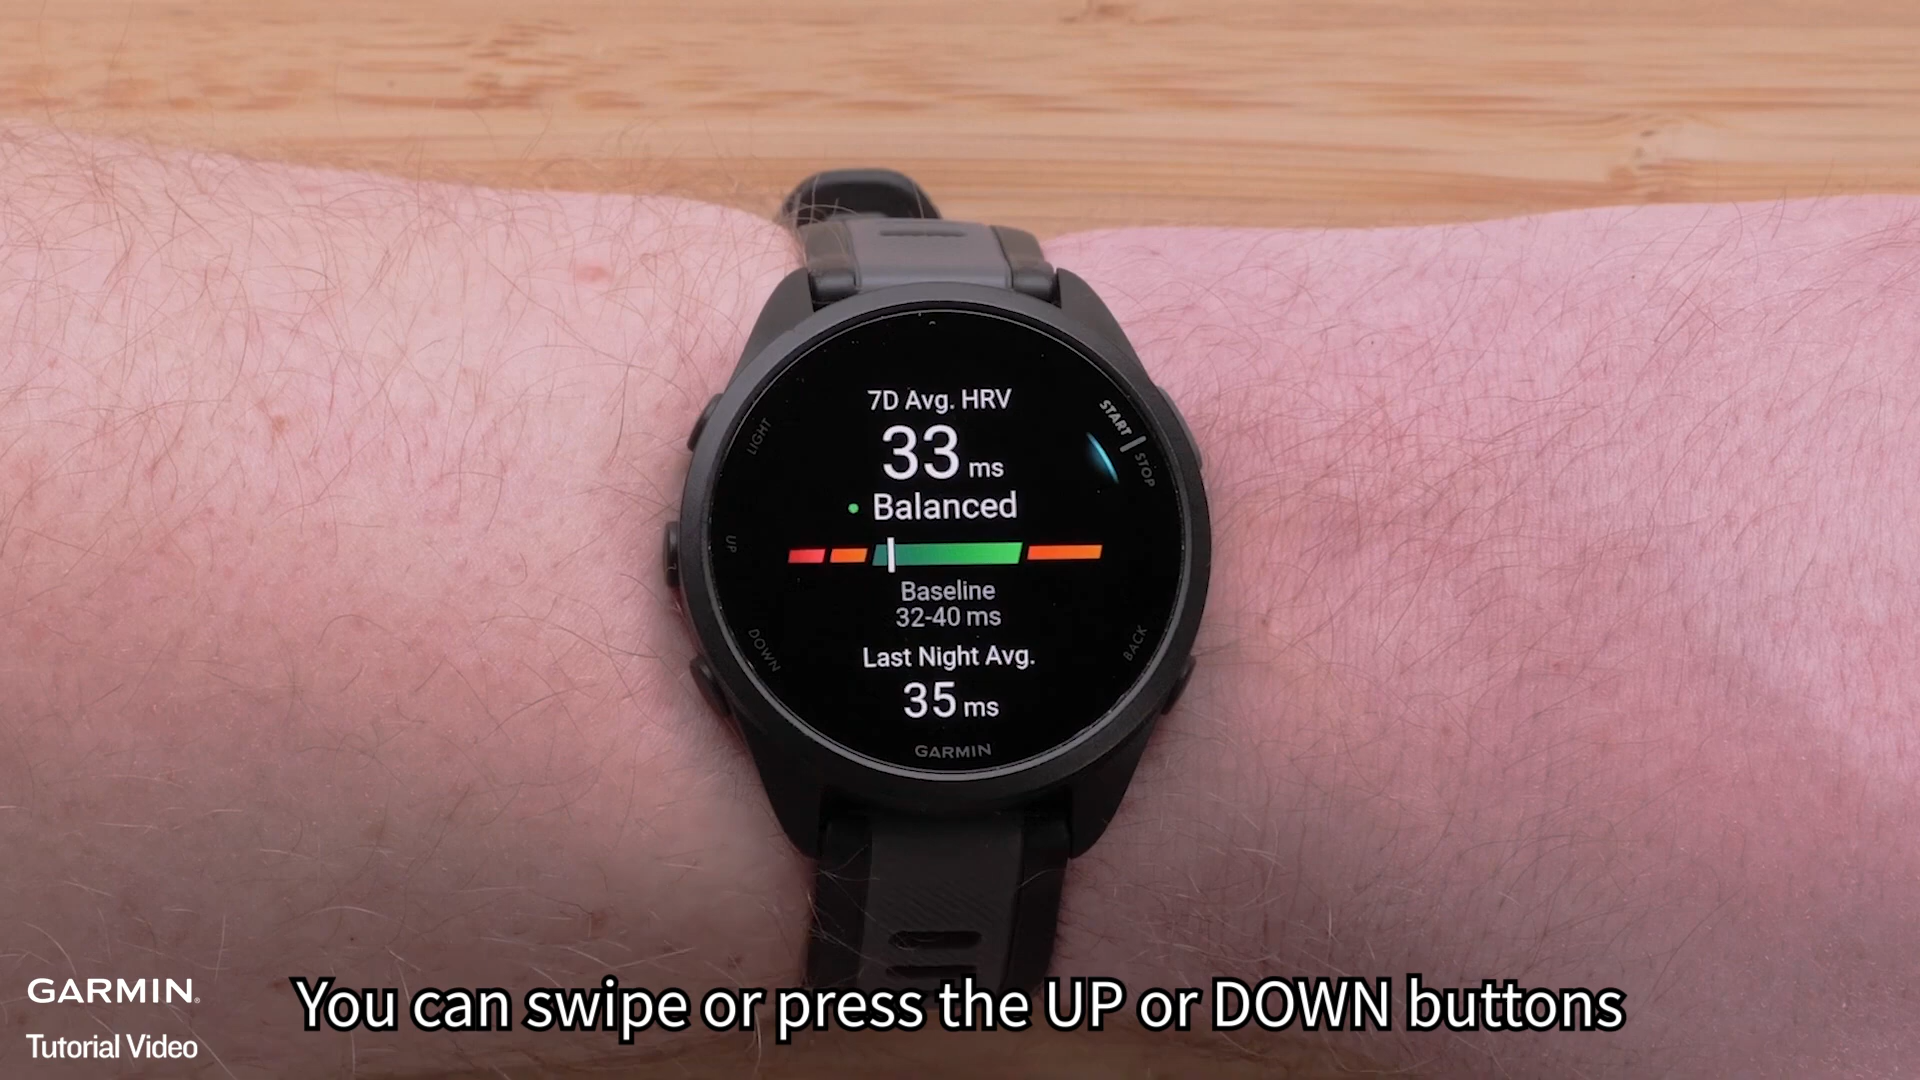 7D Avg. HRV
33 ms
Balanced
Baseline
32-40 ms
Last Night Avg.
35 ms
GARMIN
LIGHT
UP
DOWN
START
STOP
BACK
You can swipe or press the UP or DOWN buttons
GARMIN®
Tutorial Video